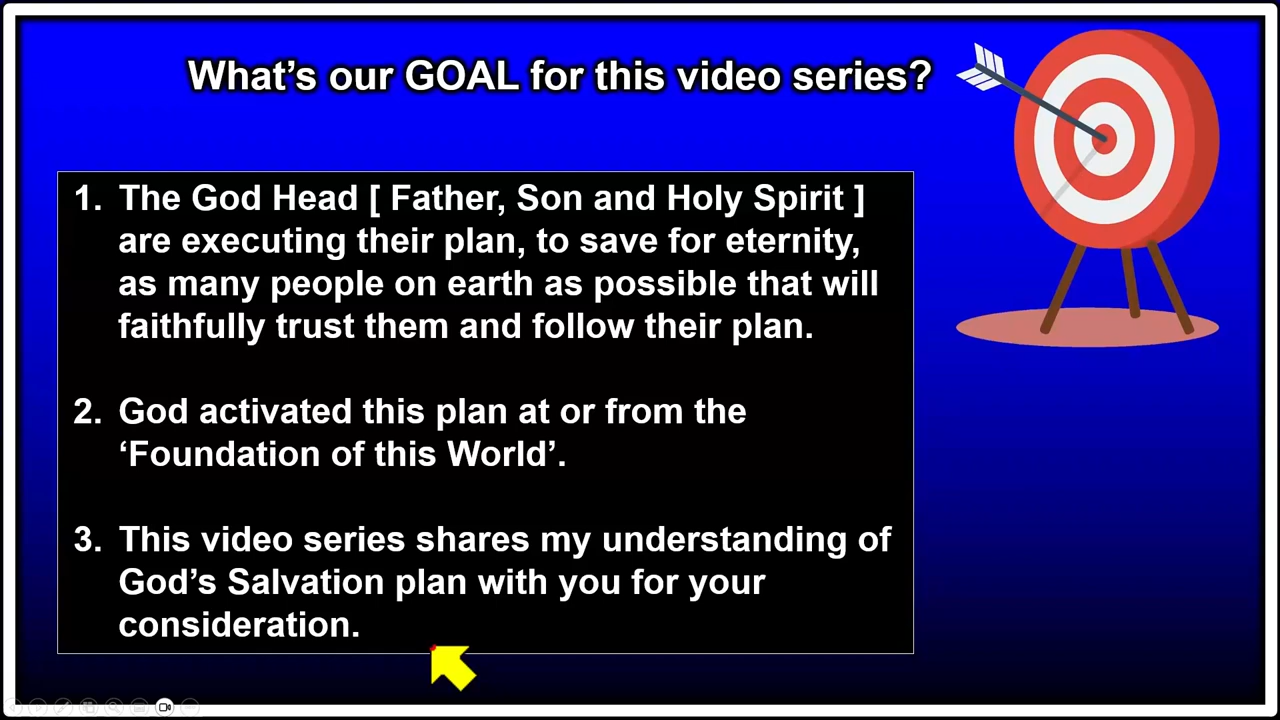 What’s our GOAL for this video series?
1. The God Head [ Father, Son and Holy Spirit ]
are executing their plan, to save for eternity,
as many people on earth as possible that will
faithfully trust them and follow their plan.
2. God activated this plan at or from the
‘Foundation of this World’.
3. This video series shares my understanding of
God’s Salvation plan with you for your
consideration.